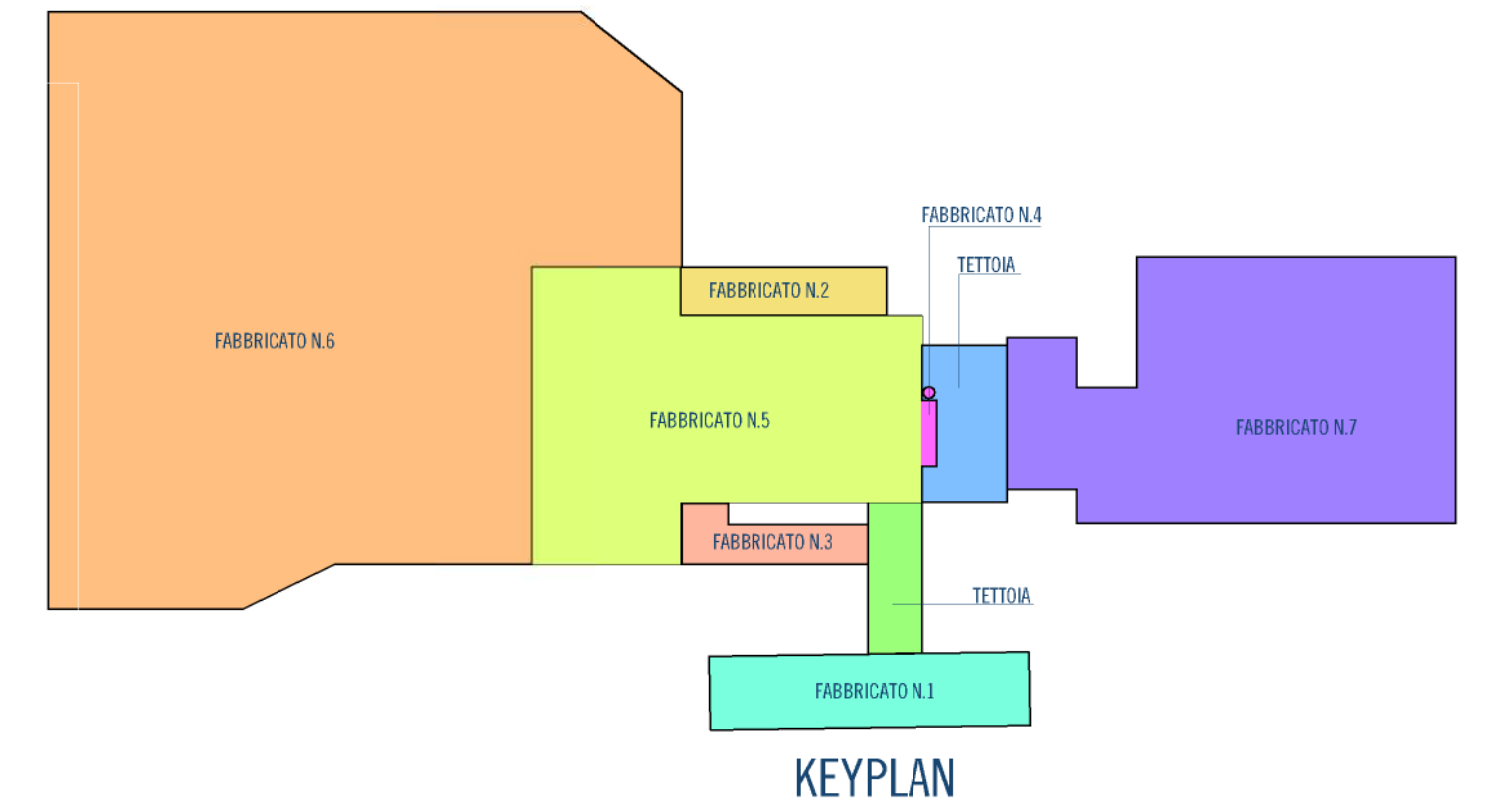 FABBRICATO N.4
TETTOIA
FABBRICATO N.2
FABBRICATO N.6
FABBRICATO N.5
FABBRICATO N.7
FABBRICATO N.3
TETTOIA
FABBRICATO N.1
KEYPLAN